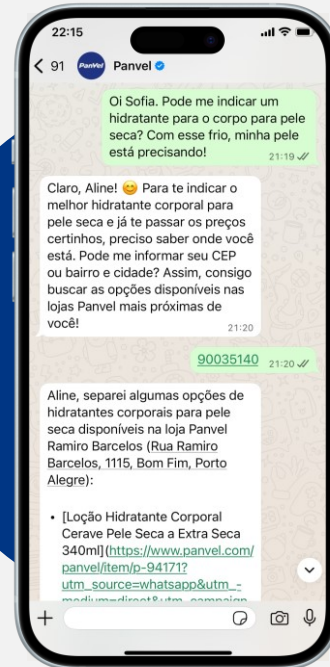 22:15
91 Panvel Panvel
Oi Sofia. Pode me indicar um
hidratante para o corpo para pele
seca? Com esse frio, minha pele
está precisando!
21:19
Claro, Aline! 😊 Para te indicar o
melhor hidratante corporal para
pele seca e já te passar os preços
certinhos, preciso saber onde você
está. Pode me informar seu CEP
ou bairro e cidade? Assim, consigo
buscar as opções disponíveis nas
lojas Panvel mais próximas de
você!
21:20
90035140 21:20
Aline, separei algumas opções de
hidratantes corporais para pele
seca disponíveis na loja Panvel
Ramiro Barcelos (Rua Ramiro
Barcelos, 1115, Bom Fim, Porto
Alegre):
• [Loção Hidratante Corporal
Cerave Pele Seca a Extra Seca
340ml](https://www.panvel.com/
panvel/item/p-94171?
utm_source=whatsapp&utm_-
medium=direct&utm_campaign